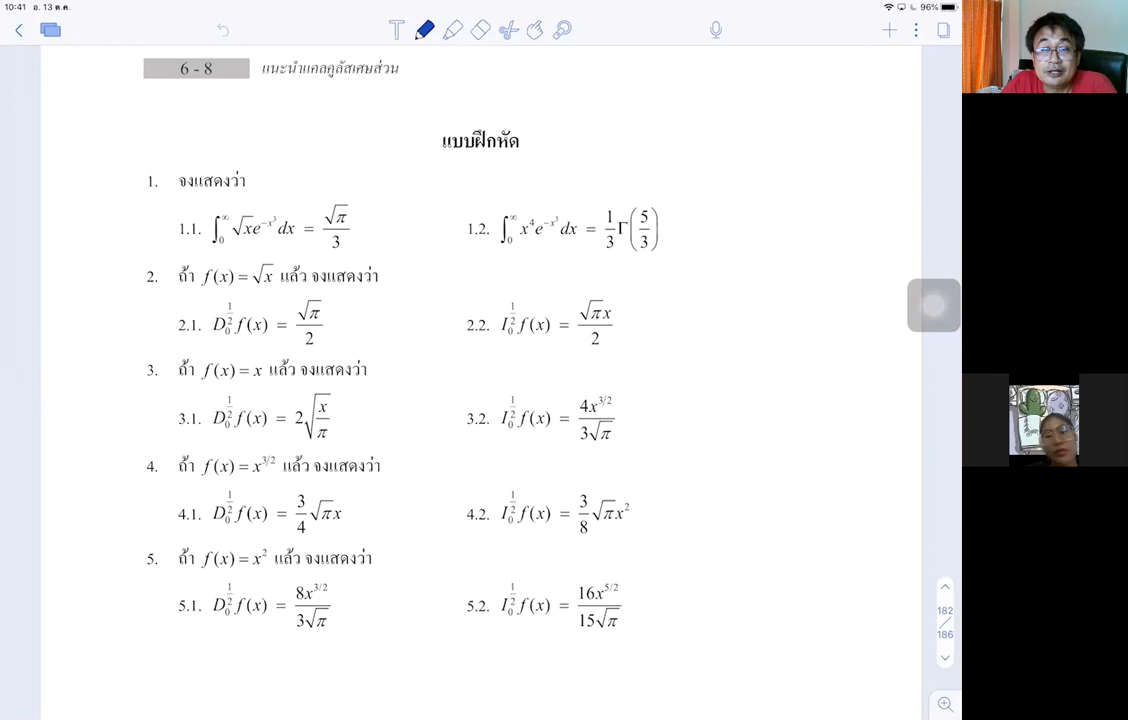 10:41 อ. 13 ต.ค.
96%
6 - 8 แนะนำแคลคูลัสเศษส่วน
แบบฝึกหัด
1. จงแสดงว่า
1.1. ∫₀^∞ √x e^{-x³} dx = √π/3 1.2. ∫₀^∞ x⁴e^{-x³} dx = 1/3 Γ(5/3)
2. ถ้า f(x) = √x แล้ว จงแสดงว่า
2.1. D₀^{1/2} f(x) = √π/2 2.2. I₀^{1/2} f(x) = √π x/2
3. ถ้า f(x) = x แล้ว จงแสดงว่า
3.1. D₀^{1/2} f(x) = 2√(x/π) 3.2. I₀^{1/2} f(x) = 4x^{3/2}/3√π
4. ถ้า f(x) = x^{3/2} แล้ว จงแสดงว่า
4.1. D₀^{1/2} f(x) = 3/4 √π x 4.2. I₀^{1/2} f(x) = 3/8 √π x²
5. ถ้า f(x) = x² แล้ว จงแสดงว่า
5.1. D₀^{1/2} f(x) = 8x^{3/2}/3√π 5.2. I₀^{1/2} f(x) = 16x^{5/2}/15√π
182
/
186